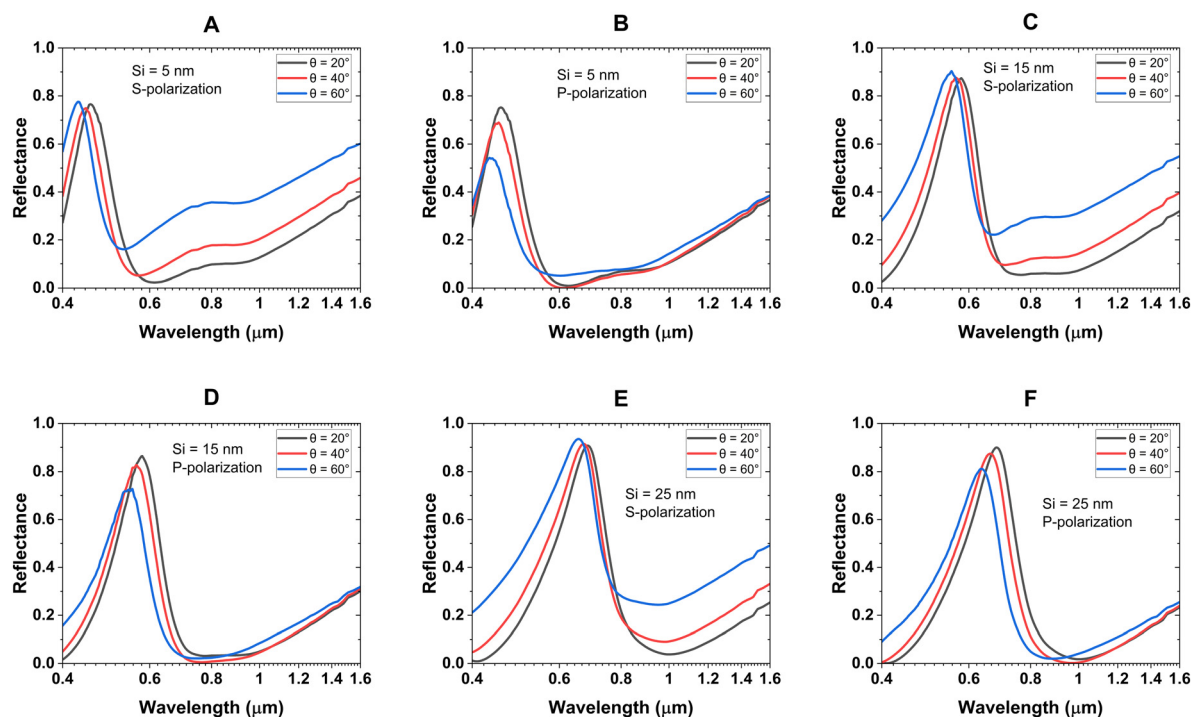 A
1.0
0.8
0.6
0.4
0.2
0.0
Reflectance
Si = 5 nm
S-polarization
θ = 20°
θ = 40°
θ = 60°
0.4 0.6 0.8 1 1.2 1.4 1.6
Wavelength (μm)
B
1.0
0.8
0.6
0.4
0.2
0.0
Reflectance
Si = 5 nm
P-polarization
θ = 20°
θ = 40°
θ = 60°
0.4 0.6 0.8 1 1.2 1.4 1.6
Wavelength (μm)
C
1.0
0.8
0.6
0.4
0.2
0.0
Reflectance
Si = 15 nm
S-polarization
θ = 20°
θ = 40°
θ = 60°
0.4 0.6 0.8 1 1.2 1.4 1.6
Wavelength (μm)
D
1.0
0.8
0.6
0.4
0.2
0.0
Reflectance
Si = 15 nm
P-polarization
θ = 20°
θ = 40°
θ = 60°
0.4 0.6 0.8 1 1.2 1.4 1.6
Wavelength (μm)
E
1.0
0.8
0.6
0.4
0.2
0.0
Reflectance
Si = 25 nm
S-polarization
θ = 20°
θ = 40°
θ = 60°
0.4 0.6 0.8 1 1.2 1.4 1.6
Wavelength (μm)
F
1.0
0.8
0.6
0.4
0.2
0.0
Reflectance
Si = 25 nm
P-polarization
θ = 20°
θ = 40°
θ = 60°
0.4 0.6 0.8 1 1.2 1.4 1.6
Wavelength (μm)